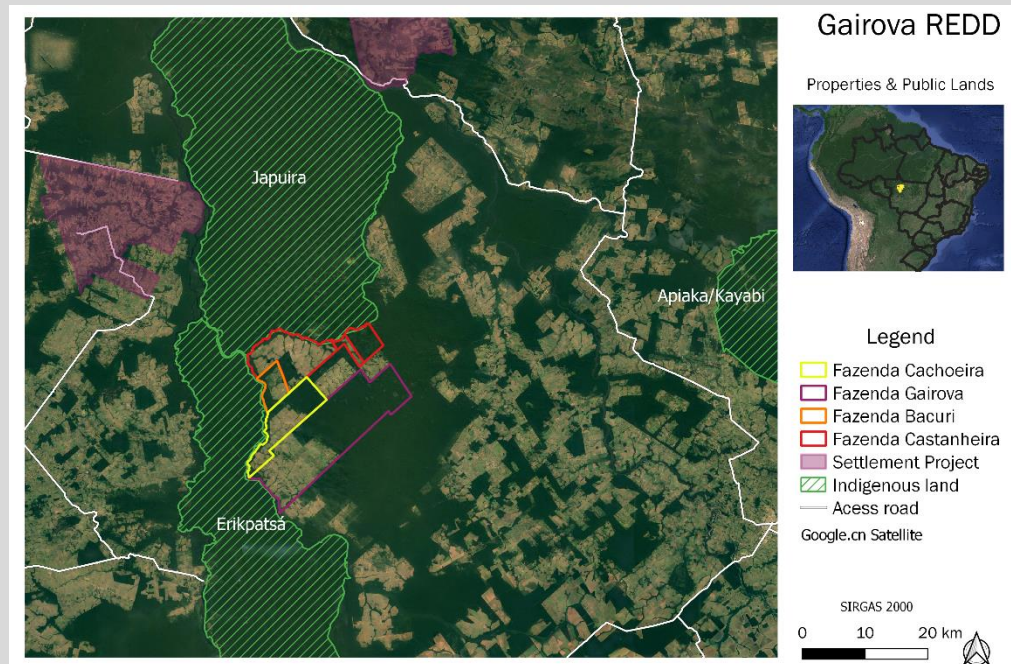 Gairova REDD
Properties & Public Lands
Japuira
Apiaka/Kayabi
Erikpatsá
Legend
Fazenda Cachoeira
Fazenda Gairova
Fazenda Bacuri
Fazenda Castanheira
Settlement Project
Indigenous land
Acess road
Google.cn Satellite
SIRGAS 2000
0 10 20 km